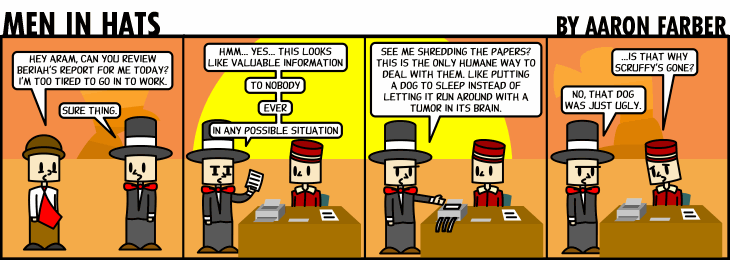 MEN IN HATS
BY AARON FARBER
HEY ARAM, CAN YOU REVIEW
BERIAH'S REPORT FOR ME TODAY?
I'M TOO TIRED TO GO IN TO WORK.
SURE THING.
HMM... YES... THIS LOOKS
LIKE VALUABLE INFORMATION
TO NOBODY
EVER
IN ANY POSSIBLE SITUATION
SEE ME SHREDDING THE PAPERS?
THIS IS THE ONLY HUMANE WAY TO
DEAL WITH THEM. LIKE PUTTING
A DOG TO SLEEP INSTEAD OF
LETTING IT RUN AROUND WITH A
TUMOR IN ITS BRAIN.
...IS THAT WHY
SCRUFFY'S GONE?
NO, THAT DOG
WAS JUST UGLY.